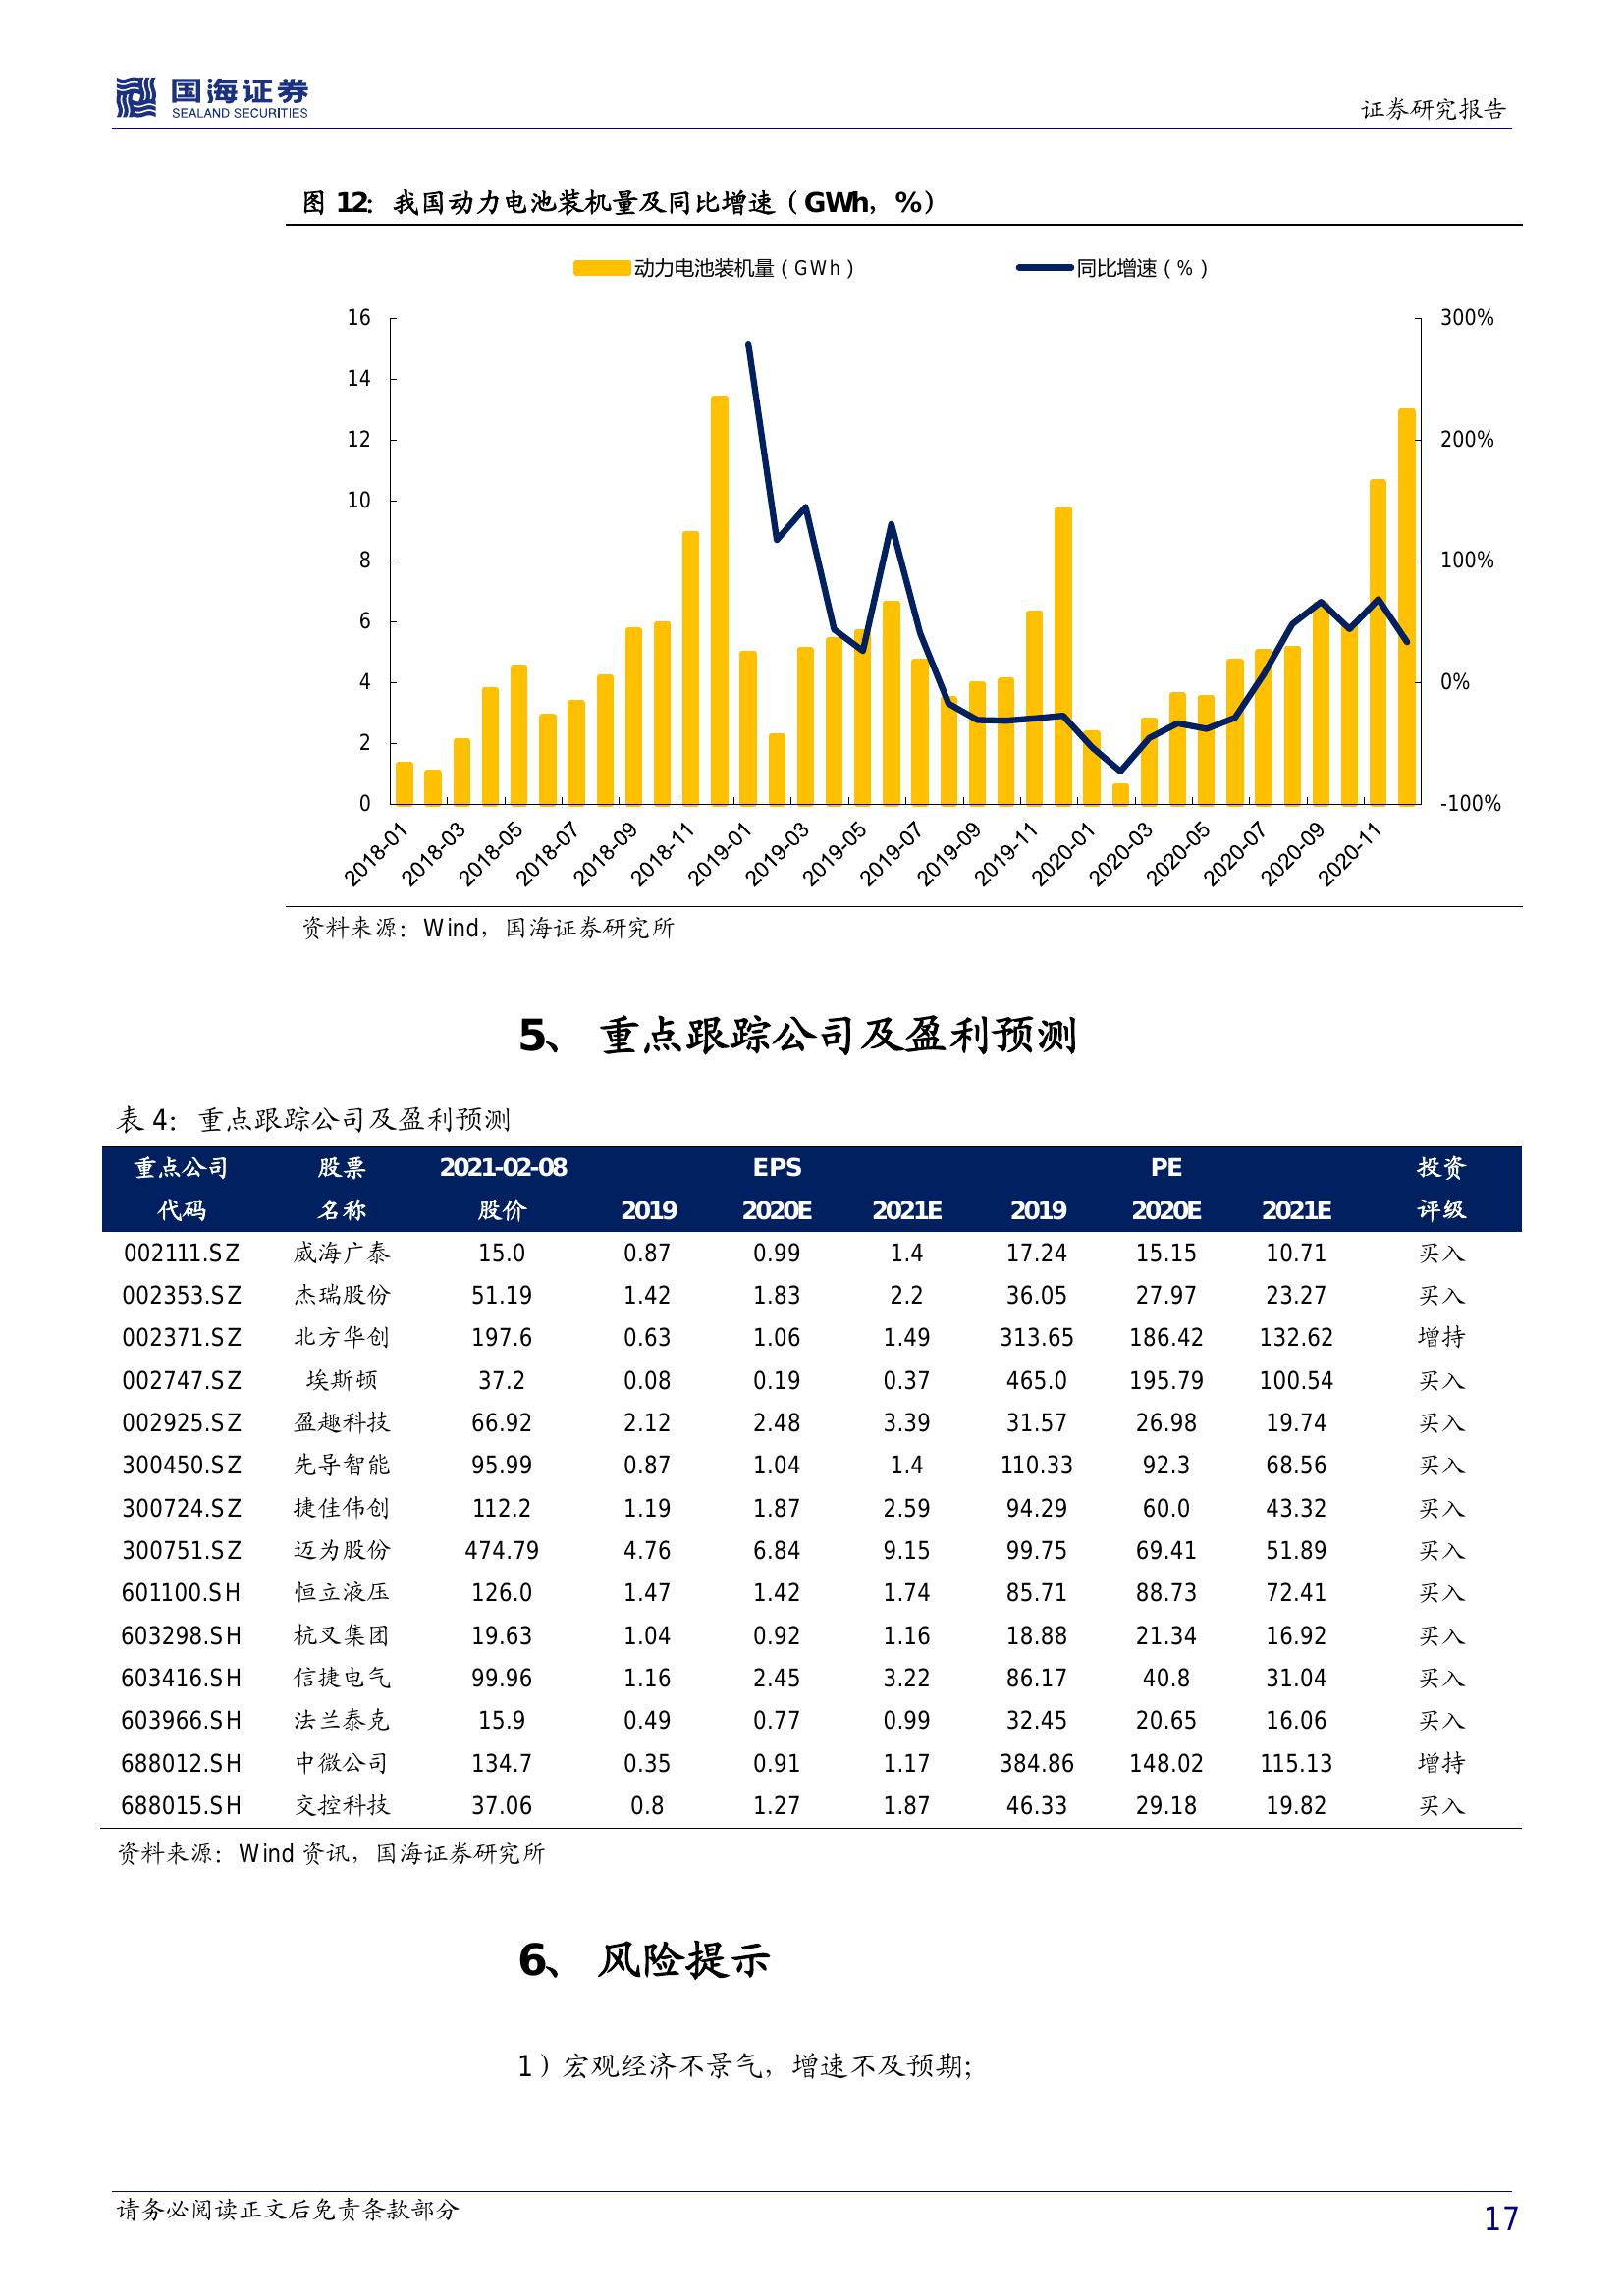 国海证券
SEALAND SECURITIES
证券研究报告
图 12：我国动力电池装机量及同比增速（GWh，%）
动力电池装机量（GWh） 同比增速（%）
16 300%
14
12 200%
10
8 100%
6
4 0%
2
0 -100%
2018-01 2018-03 2018-05 2018-07 2018-09 2018-11 2019-01 2019-03 2019-05 2019-07 2019-09 2019-11 2020-01 2020-03 2020-05 2020-07 2020-09 2020-11
资料来源：Wind，国海证券研究所
5、 重点跟踪公司及盈利预测
表 4：重点跟踪公司及盈利预测
重点公司 股票 2021-02-08 EPS PE 投资
代码 名称 股价 2019 2020E 2021E 2019 2020E 2021E 评级
002111.SZ 威海广泰 15.0 0.87 0.99 1.4 17.24 15.15 10.71 买入
002353.SZ 杰瑞股份 51.19 1.42 1.83 2.2 36.05 27.97 23.27 买入
002371.SZ 北方华创 197.6 0.63 1.06 1.49 313.65 186.42 132.62 增持
002747.SZ 埃斯顿 37.2 0.08 0.19 0.37 465.0 195.79 100.54 买入
002925.SZ 盈趣科技 66.92 2.12 2.48 3.39 31.57 26.98 19.74 买入
300450.SZ 先导智能 95.99 0.87 1.04 1.4 110.33 92.3 68.56 买入
300724.SZ 捷佳伟创 112.2 1.19 1.87 2.59 94.29 60.0 43.32 买入
300751.SZ 迈为股份 474.79 4.76 6.84 9.15 99.75 69.41 51.89 买入
601100.SH 恒立液压 126.0 1.47 1.42 1.74 85.71 88.73 72.41 买入
603298.SH 杭叉集团 19.63 1.04 0.92 1.16 18.88 21.34 16.92 买入
603416.SH 信捷电气 99.96 1.16 2.45 3.22 86.17 40.8 31.04 买入
603966.SH 法兰泰克 15.9 0.49 0.77 0.99 32.45 20.65 16.06 买入
688012.SH 中微公司 134.7 0.35 0.91 1.17 384.86 148.02 115.13 增持
688015.SH 交控科技 37.06 0.8 1.27 1.87 46.33 29.18 19.82 买入
资料来源：Wind 资讯，国海证券研究所
6、 风险提示
1）宏观经济不景气，增速不及预期；
请务必阅读正文后免责条款部分
17